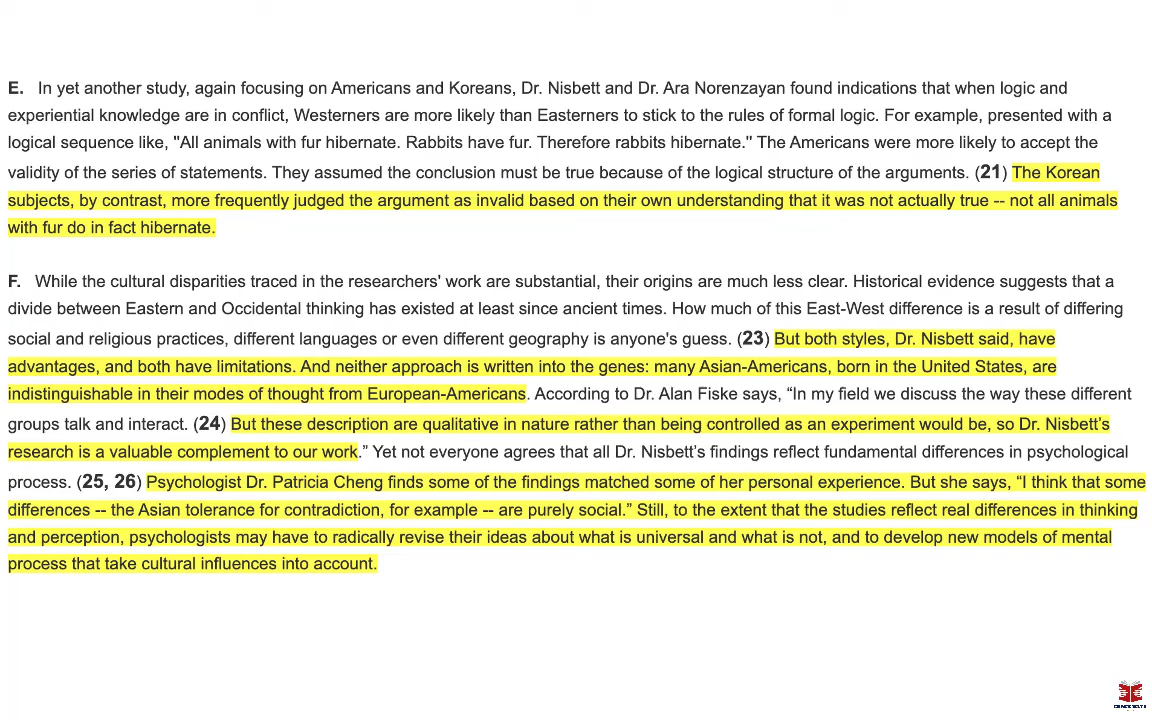 E. In yet another study, again focusing on Americans and Koreans, Dr. Nisbett and Dr. Ara Norenzayan found indications that when logic and
experiential knowledge are in conflict, Westerners are more likely than Easterners to stick to the rules of formal logic. For example, presented with a
logical sequence like, "All animals with fur hibernate. Rabbits have fur. Therefore rabbits hibernate." The Americans were more likely to accept the
validity of the series of statements. They assumed the conclusion must be true because of the logical structure of the arguments. (21) The Korean
subjects, by contrast, more frequently judged the argument as invalid based on their own understanding that it was not actually true -- not all animals
with fur do in fact hibernate.
F. While the cultural disparities traced in the researchers' work are substantial, their origins are much less clear. Historical evidence suggests that a
divide between Eastern and Occidental thinking has existed at least since ancient times. How much of this East-West difference is a result of differing
social and religious practices, different languages or even different geography is anyone's guess. (23) But both styles, Dr. Nisbett said, have
advantages, and both have limitations. And neither approach is written into the genes: many Asian-Americans, born in the United States, are
indistinguishable in their modes of thought from European-Americans. According to Dr. Alan Fiske says, “In my field we discuss the way these different
groups talk and interact. (24) But these description are qualitative in nature rather than being controlled as an experiment would be, so Dr. Nisbett’s
research is a valuable complement to our work.” Yet not everyone agrees that all Dr. Nisbett’s findings reflect fundamental differences in psychological
process. (25, 26) Psychologist Dr. Patricia Cheng finds some of the findings matched some of her personal experience. But she says, “I think that some
differences -- the Asian tolerance for contradiction, for example -- are purely social.” Still, to the extent that the studies reflect real differences in thinking
and perception, psychologists may have to radically revise their ideas about what is universal and what is not, and to develop new models of mental
process that take cultural influences into account.